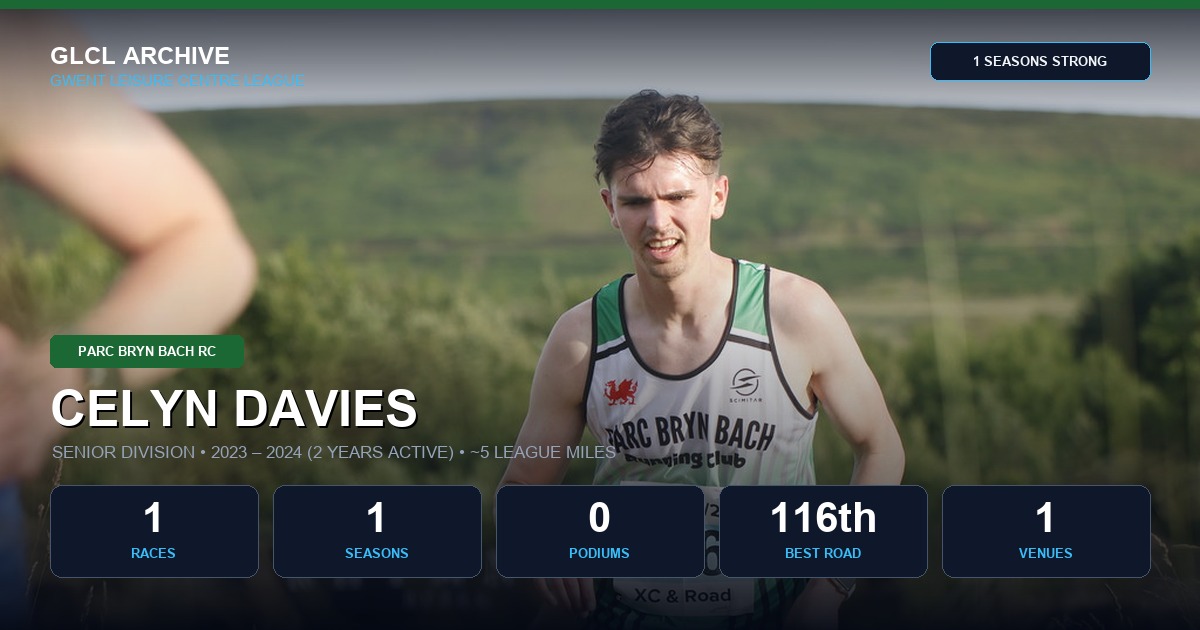 GLCL ARCHIVE
GWENT LEISURE CENTRE LEAGUE
1 SEASONS STRONG
SCIMITAR
PARC BRYN BACH
Running Club
PARC BRYN BACH RC
CELYN DAVIES
SENIOR DIVISION • 2023 – 2024 (2 YEARS ACTIVE) • ~5 LEAGUE MILES
1
RACES
1
SEASONS
0
PODIUMS
116th
BEST ROAD
1
VENUES
XC & Road